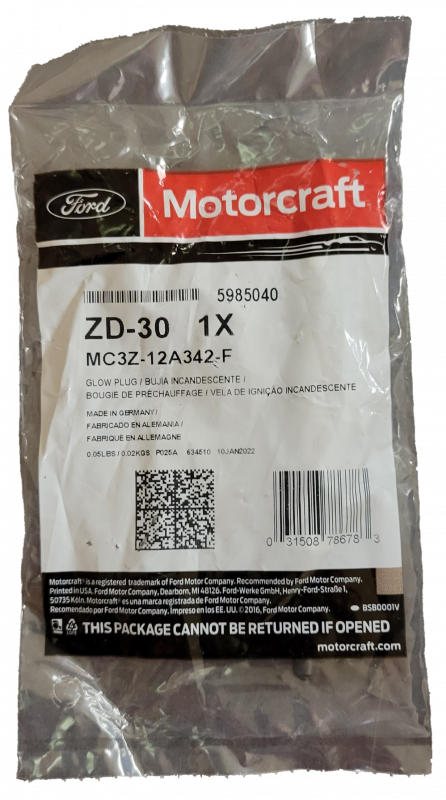 Ford
Motorcraft
5985040
ZD-30 1X
MC3Z-12A342-F
GLOW PLUG / BUJIA INCANDESCENTE /
BOUGIE DE PRÉCHAUFFAGE / VELA DE IGNIÇÃO INCANDESCENTE
MADE IN GERMANY /
FABRICADO EN ALEMANIA /
FABRIQUE EN ALLEMAGNE
0.05LBS / 0.02KGS P025A 634510 10JAN2022
0 31508 78678 3
Motorcraft® is a registered trademark of Ford Motor Company. Recommended by Ford Motor Company.
Printed in USA. Ford Motor Company, Dearborn, MI 48126. Ford-Werke GmbH, Henry-Ford-Straße 1,
50735 Köln. Motorcraft® es una marca registrada de Ford Motor Company.
Recomendado por Ford Motor Company. Impreso en los EE. UU. © 2016, Ford Motor Company.
BSB0001V
THIS PACKAGE CANNOT BE RETURNED IF OPENED
motorcraft.com